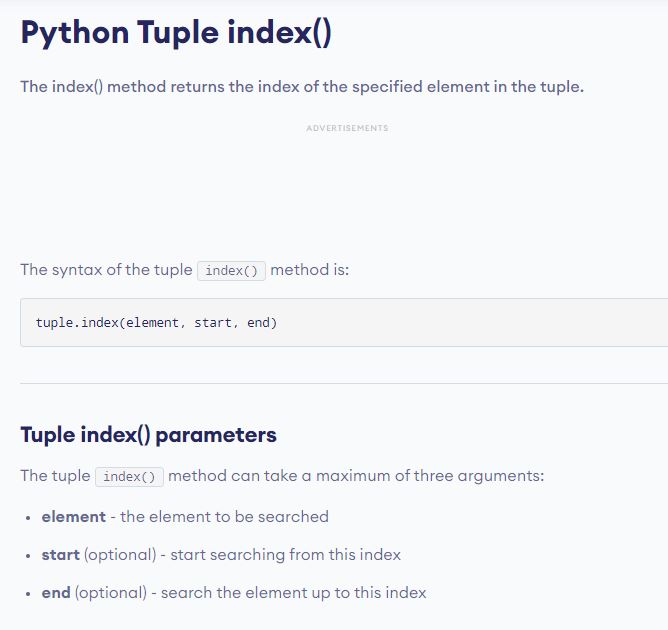 Python Tuple index()
The index() method returns the index of the specified element in the tuple.
ADVERTISEMENTS
The syntax of the tuple index() method is:
tuple.index(element, start, end)
Tuple index() parameters
The tuple index() method can take a maximum of three arguments:
• element - the element to be searched
• start (optional) - start searching from this index
• end (optional) - search the element up to this index